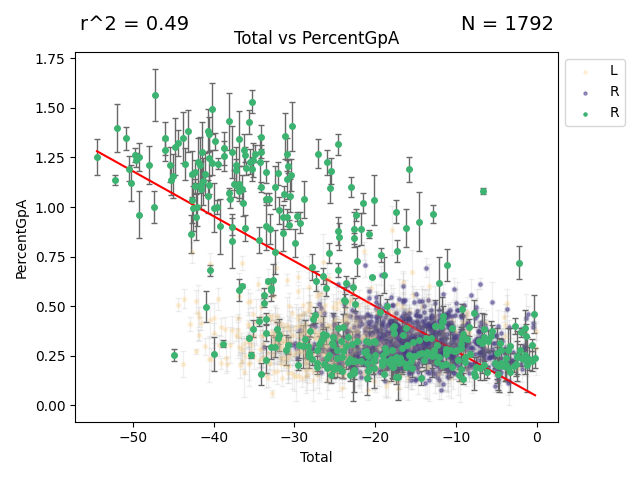 r^2 = 0.49
N = 1792
Total vs PercentGpA
L
R
R
PercentGpA
1.75
1.50
1.25
1.00
0.75
0.50
0.25
0.00
−50 −40 −30 −20 −10 0
Total